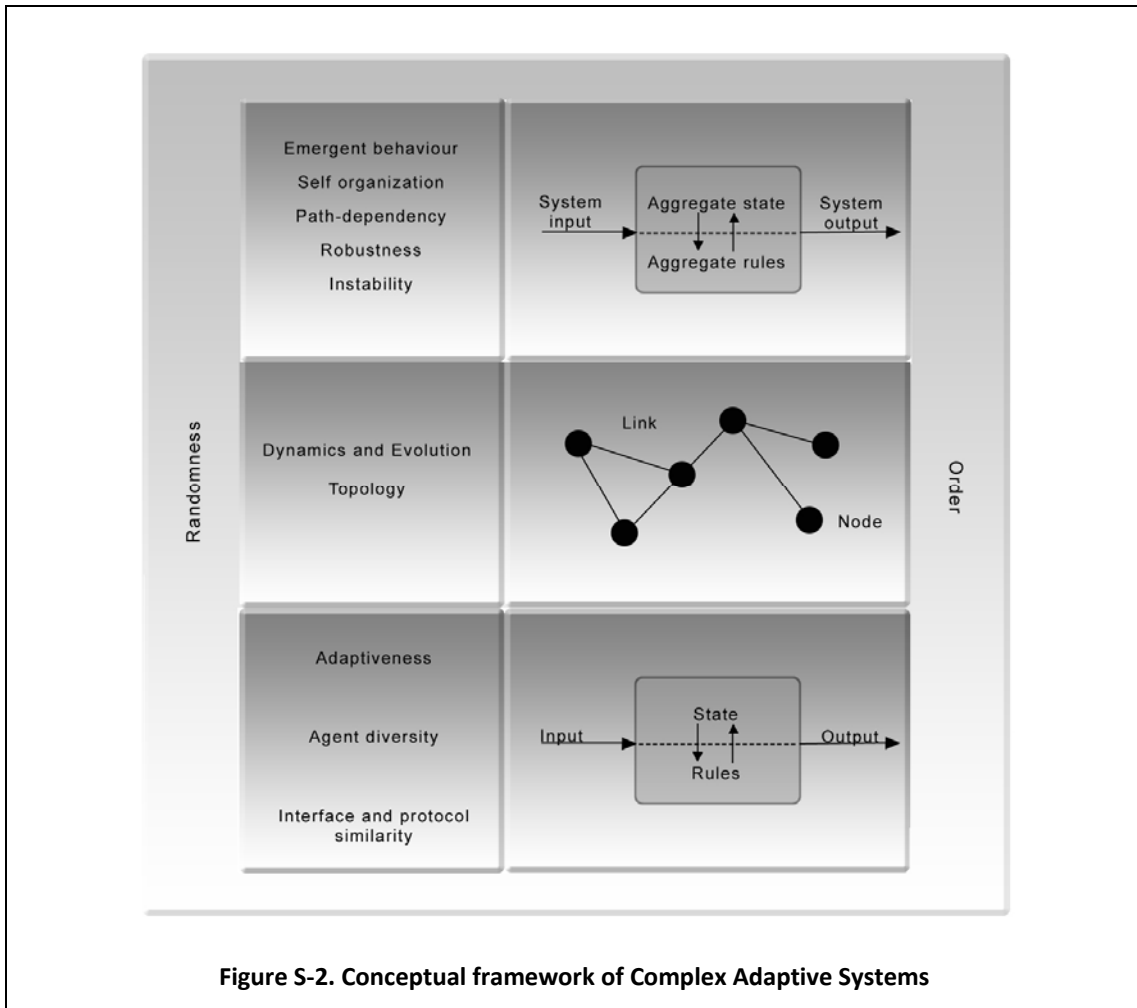 Randomness
Emergent behaviour
Self organization
Path-dependency
Robustness
Instability
System
input
Aggregate state
Aggregate rules
System
output
Dynamics and Evolution
Topology
Link
Node
Adaptiveness
Agent diversity
Interface and protocol
similarity
Input
State
Rules
Output
Order
Figure S-2. Conceptual framework of Complex Adaptive Systems